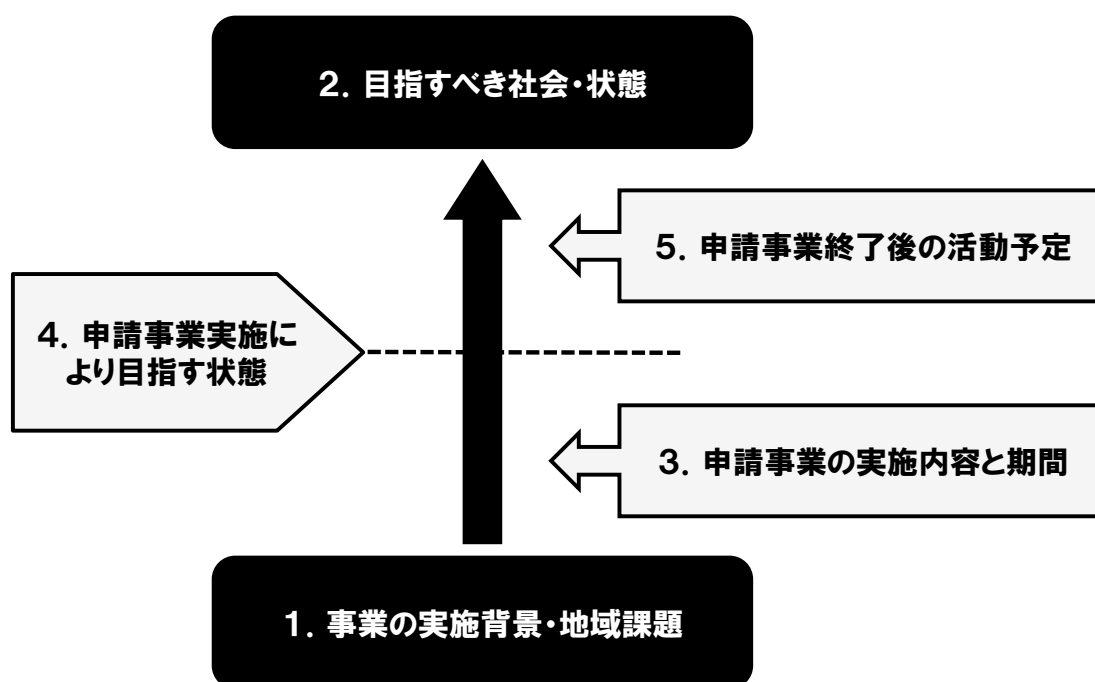 2. 目指すべき社会・状態
5. 申請事業終了後の活動予定
4. 申請事業実施に
より目指す状態
3. 申請事業の実施内容と期間
1. 事業の実施背景・地域課題